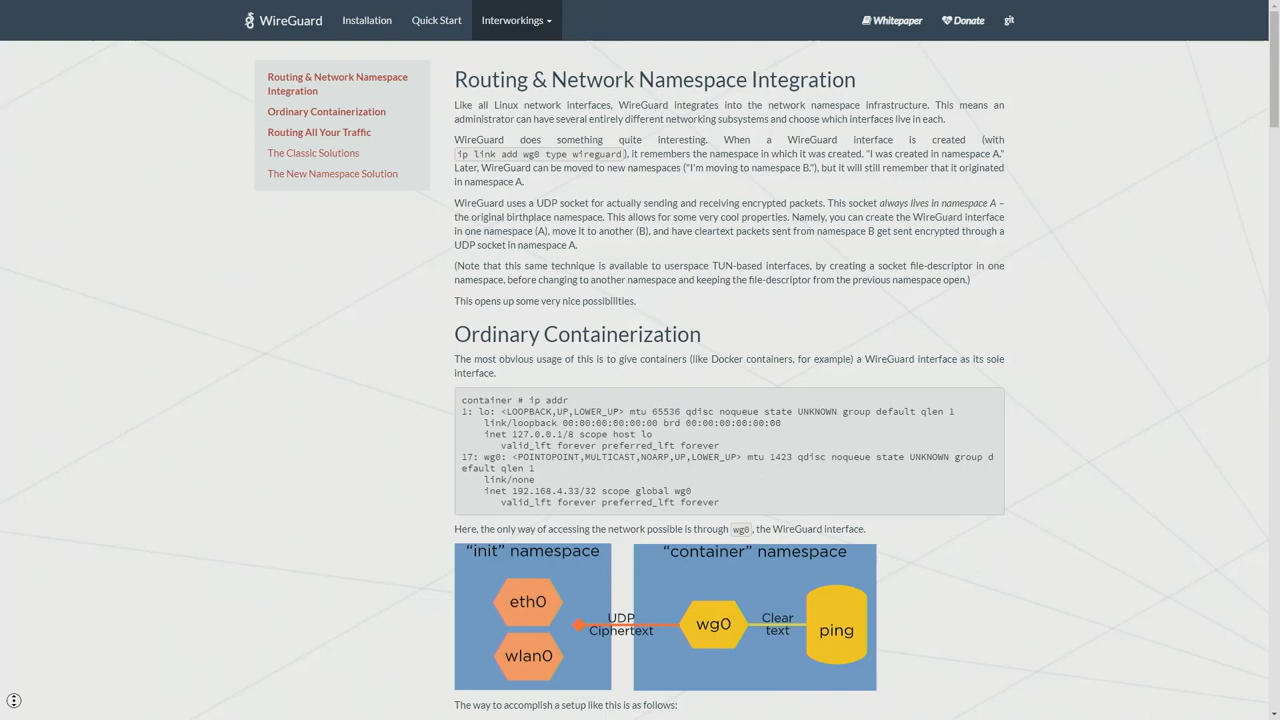 WireGuard Installation Quick Start Interworkings Whitepaper Donate git
Routing & Network Namespace
Integration
Ordinary Containerization
Routing All Your Traffic
The Classic Solutions
The New Namespace Solution
Routing & Network Namespace Integration
Like all Linux network interfaces, WireGuard integrates into the network namespace infrastructure. This means an
administrator can have several entirely different networking subsystems and choose which interfaces live in each.
WireGuard does something quite interesting. When a WireGuard interface is created (with
ip link add wg0 type wireguard), it remembers the namespace in which it was created. "I was created in namespace A."
Later, WireGuard can be moved to new namespaces ("I'm moving to namespace B."), but it will still remember that it originated
in namespace A.
WireGuard uses a UDP socket for actually sending and receiving encrypted packets. This socket always lives in namespace A –
the original birthplace namespace. This allows for some very cool properties. Namely, you can create the WireGuard interface
in one namespace (A), move it to another (B), and have cleartext packets sent from namespace B get sent encrypted through a
UDP socket in namespace A.
(Note that this same technique is available to userspace TUN-based interfaces, by creating a socket file-descriptor in one
namespace, before changing to another namespace and keeping the file-descriptor from the previous namespace open.)
This opens up some very nice possibilities.
Ordinary Containerization
The most obvious usage of this is to give containers (like Docker containers, for example) a WireGuard interface as its sole
interface.
container # ip addr
1: lo: <LOOPBACK,UP,LOWER_UP> mtu 65536 qdisc noqueue state UNKNOWN group default qlen 1
link/loopback 00:00:00:00:00:00 brd 00:00:00:00:00:00
inet 127.0.0.1/8 scope host lo
valid_lft forever preferred_lft forever
17: wg0: <POINTOPOINT,MULTICAST,NOARP,UP,LOWER_UP> mtu 1423 qdisc noqueue state UNKNOWN group d
efault qlen 1
link/none
inet 192.168.4.33/32 scope global wg0
valid_lft forever preferred_lft forever
Here, the only way of accessing the network possible is through wg0, the WireGuard interface.
“init” namespace
“container” namespace
eth0
wlan0
UDP
Ciphertext
wg0
Clear
text
ping
The way to accomplish a setup like this is as follows: